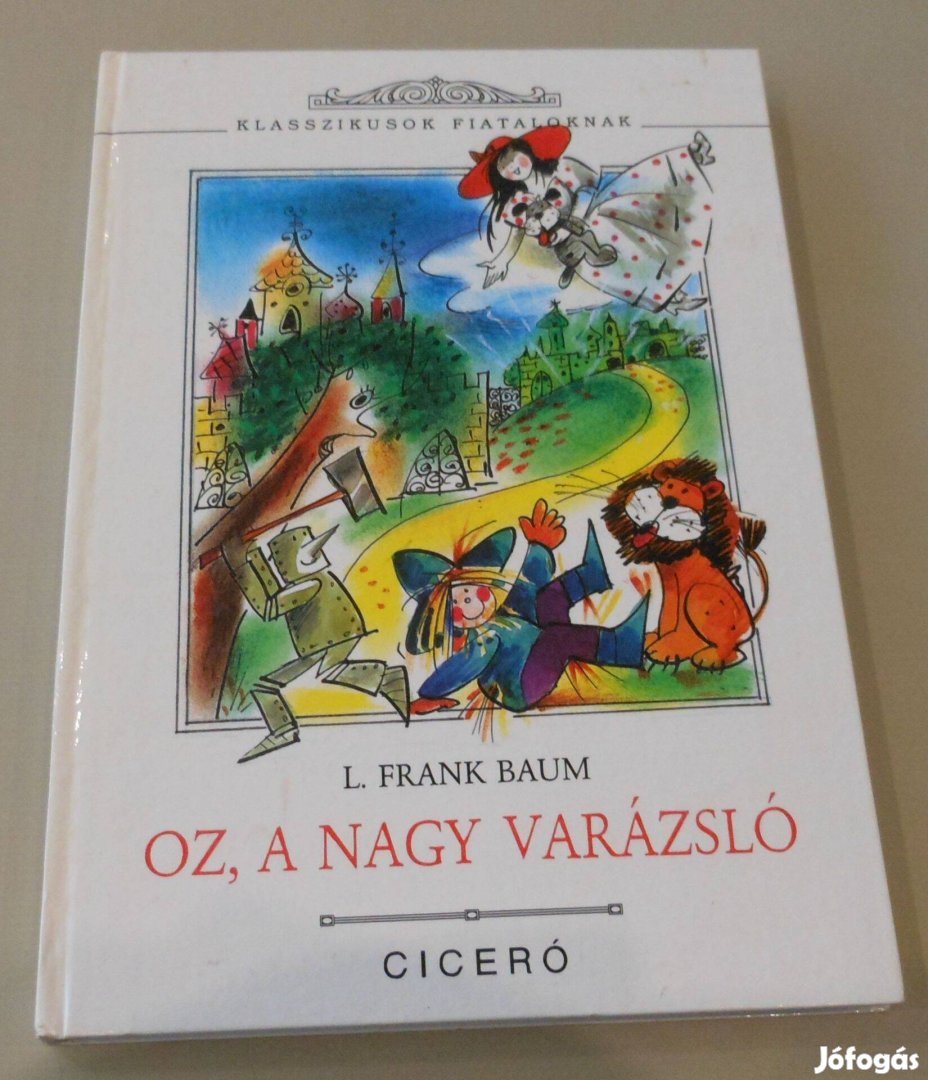 KLASSZIKUSOK FIATALOKNAK
L. FRANK BAUM
OZ, A NAGY VARÁZSLÓ
CICERÓ
Jófogás